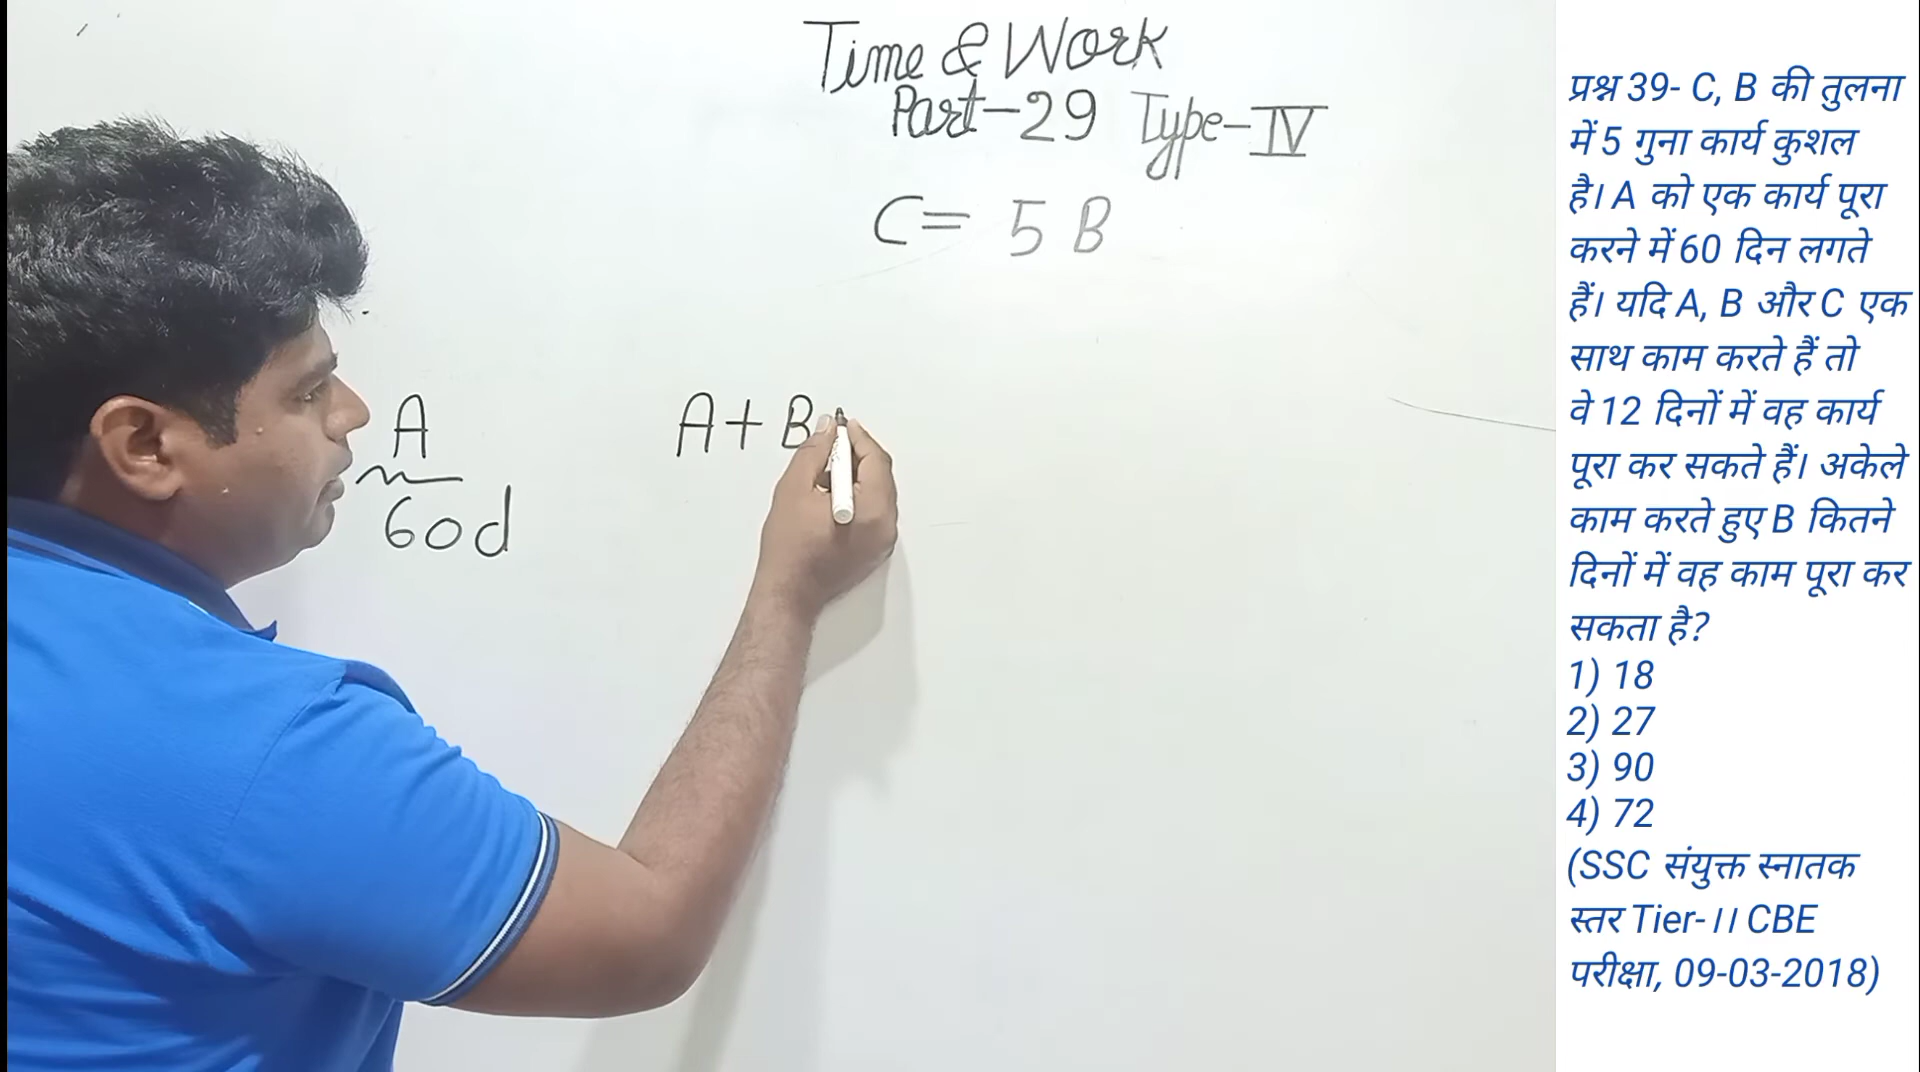 Time & Work
Part-29 Type-IV
C= 5 B
A
60d
A+B
प्रश्न 39- C, B की तुलना
में 5 गुना कार्य कुशल
है। A को एक कार्य पूरा
करने में 60 दिन लगते
हैं। यदि A, B और C एक
साथ काम करते हैं तो
वे 12 दिनों में वह कार्य
पूरा कर सकते हैं। अकेले
काम करते हुए B कितने
दिनों में वह काम पूरा कर
सकता है?
1) 18
2) 27
3) 90
4) 72
(SSC संयुक्त स्नातक
स्तर Tier-।। CBE
परीक्षा, 09-03-2018)